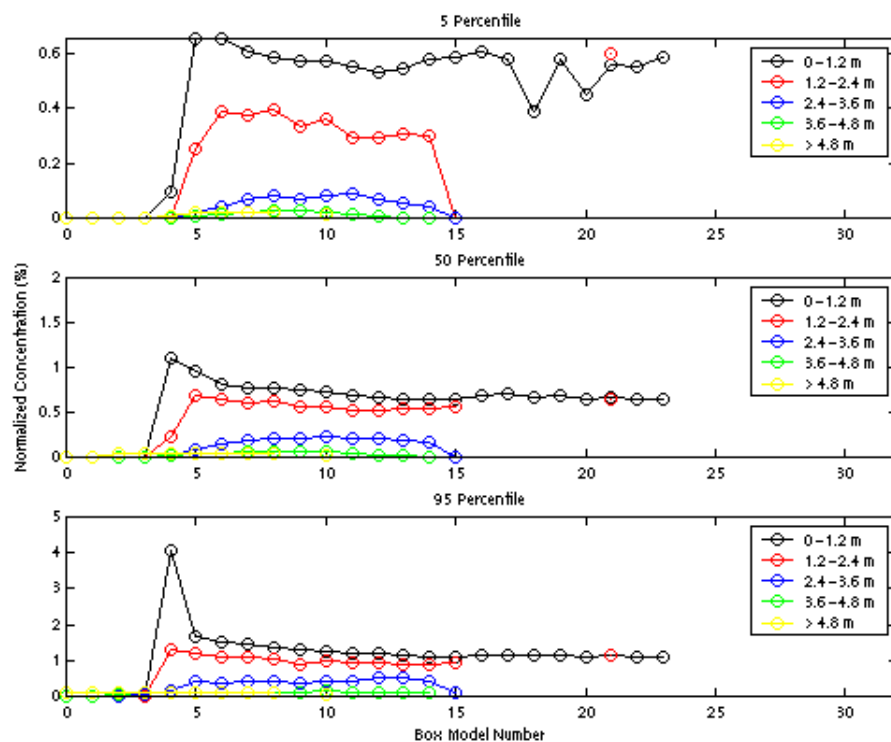 5 Percentile
0.6
0.4
0.2
0
0 5 10 15 20 25 30
0-1.2 m
1.2-2.4 m
2.4-3.6 m
3.6-4.8 m
> 4.8 m
50 Percentile
Normalized Concentration (%)
2
1.5
1
0.5
0
0 5 10 15 20 25 30
0-1.2 m
1.2-2.4 m
2.4-3.6 m
3.6-4.8 m
> 4.8 m
95 Percentile
5
4
3
2
1
0
0 5 10 15 20 25 30
0-1.2 m
1.2-2.4 m
2.4-3.6 m
3.6-4.8 m
> 4.8 m
Box Model Number